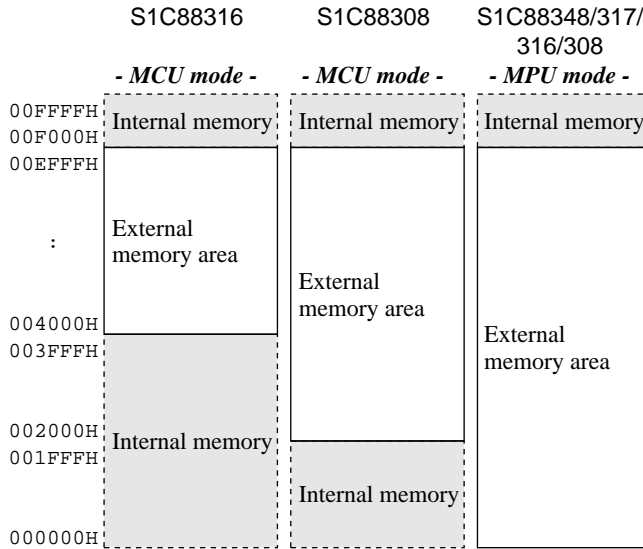 S1C88316
S1C88308
S1C88348/317/
316/308
- MCU mode -
- MCU mode -
- MPU mode -
00FFFFH
00F000H
00EFFFH
:
004000H
003FFFH
002000H
001FFFH
000000H
Internal memory
External
memory area
Internal memory
Internal memory
External
memory area
Internal memory
Internal memory
External
memory area